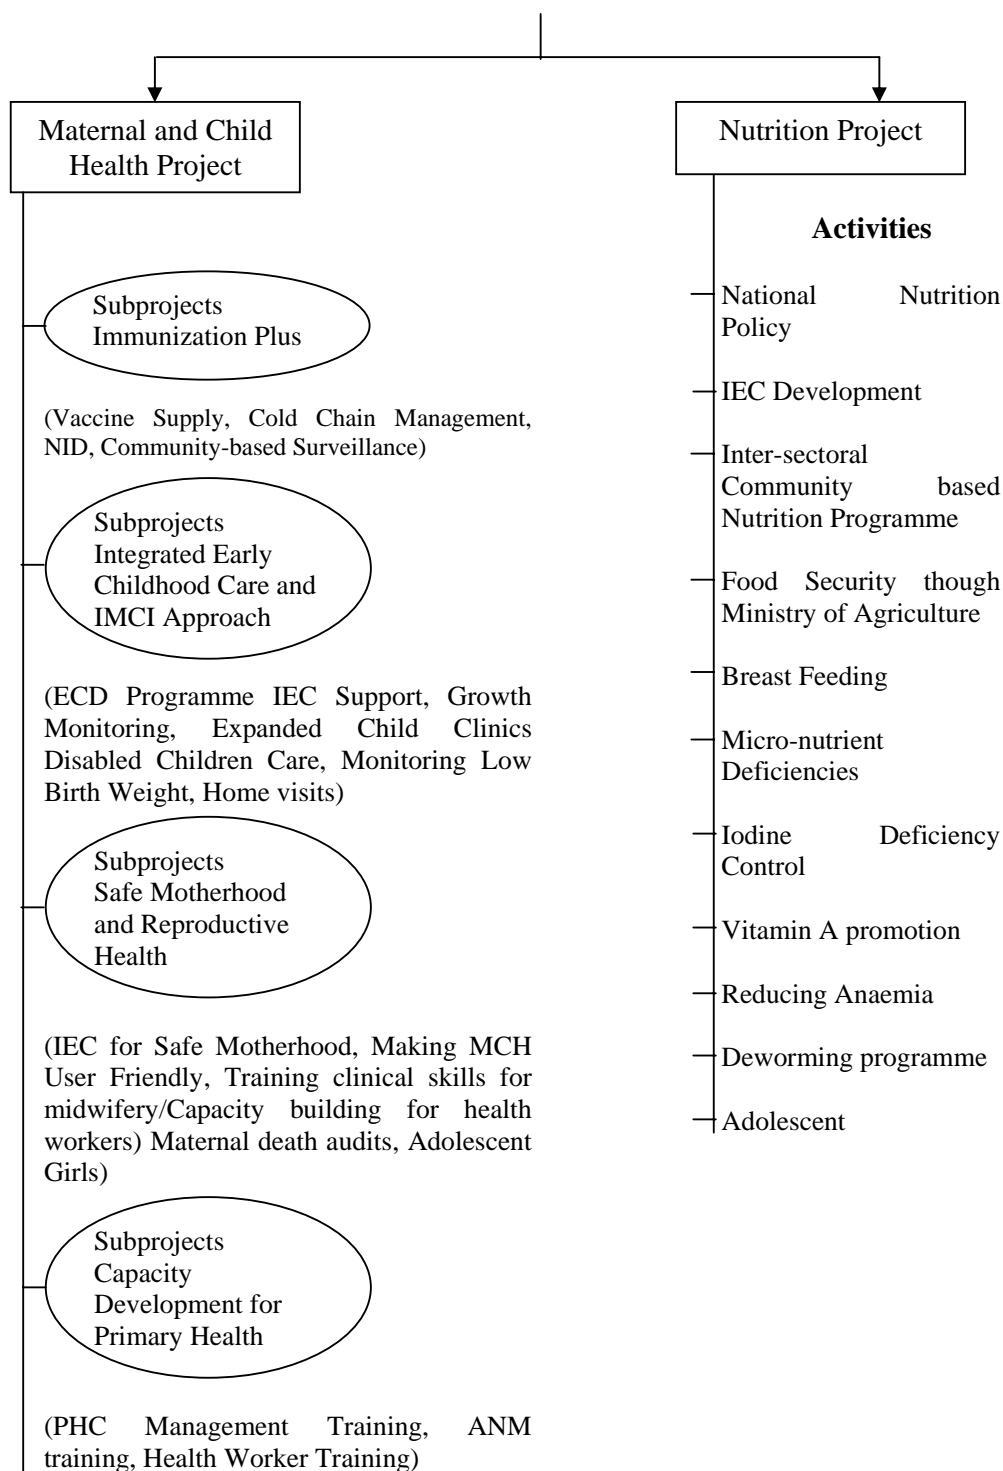 Maternal and Child
Health Project
Subprojects
Immunization Plus
(Vaccine Supply, Cold Chain Management,
NID, Community-based Surveillance)
Subprojects
Integrated Early
Childhood Care and
IMCI Approach
(ECD Programme IEC Support, Growth
Monitoring, Expanded Child Clinics
Disabled Children Care, Monitoring Low
Birth Weight, Home visits)
Subprojects
Safe Motherhood
and Reproductive
Health
(IEC for Safe Motherhood, Making MCH
User Friendly, Training clinical skills for
midwifery/Capacity building for health
workers) Maternal death audits, Adolescent
Girls)
Subprojects
Capacity
Development for
Primary Health
(PHC Management Training, ANM
training, Health Worker Training)
Nutrition Project
Activities
National Nutrition
Policy
IEC Development
Inter-sectoral
Community based
Nutrition Programme
Food Security though
Ministry of Agriculture
Breast Feeding
Micro-nutrient
Deficiencies
Iodine Deficiency
Control
Vitamin A promotion
Reducing Anaemia
Deworming programme
Adolescent